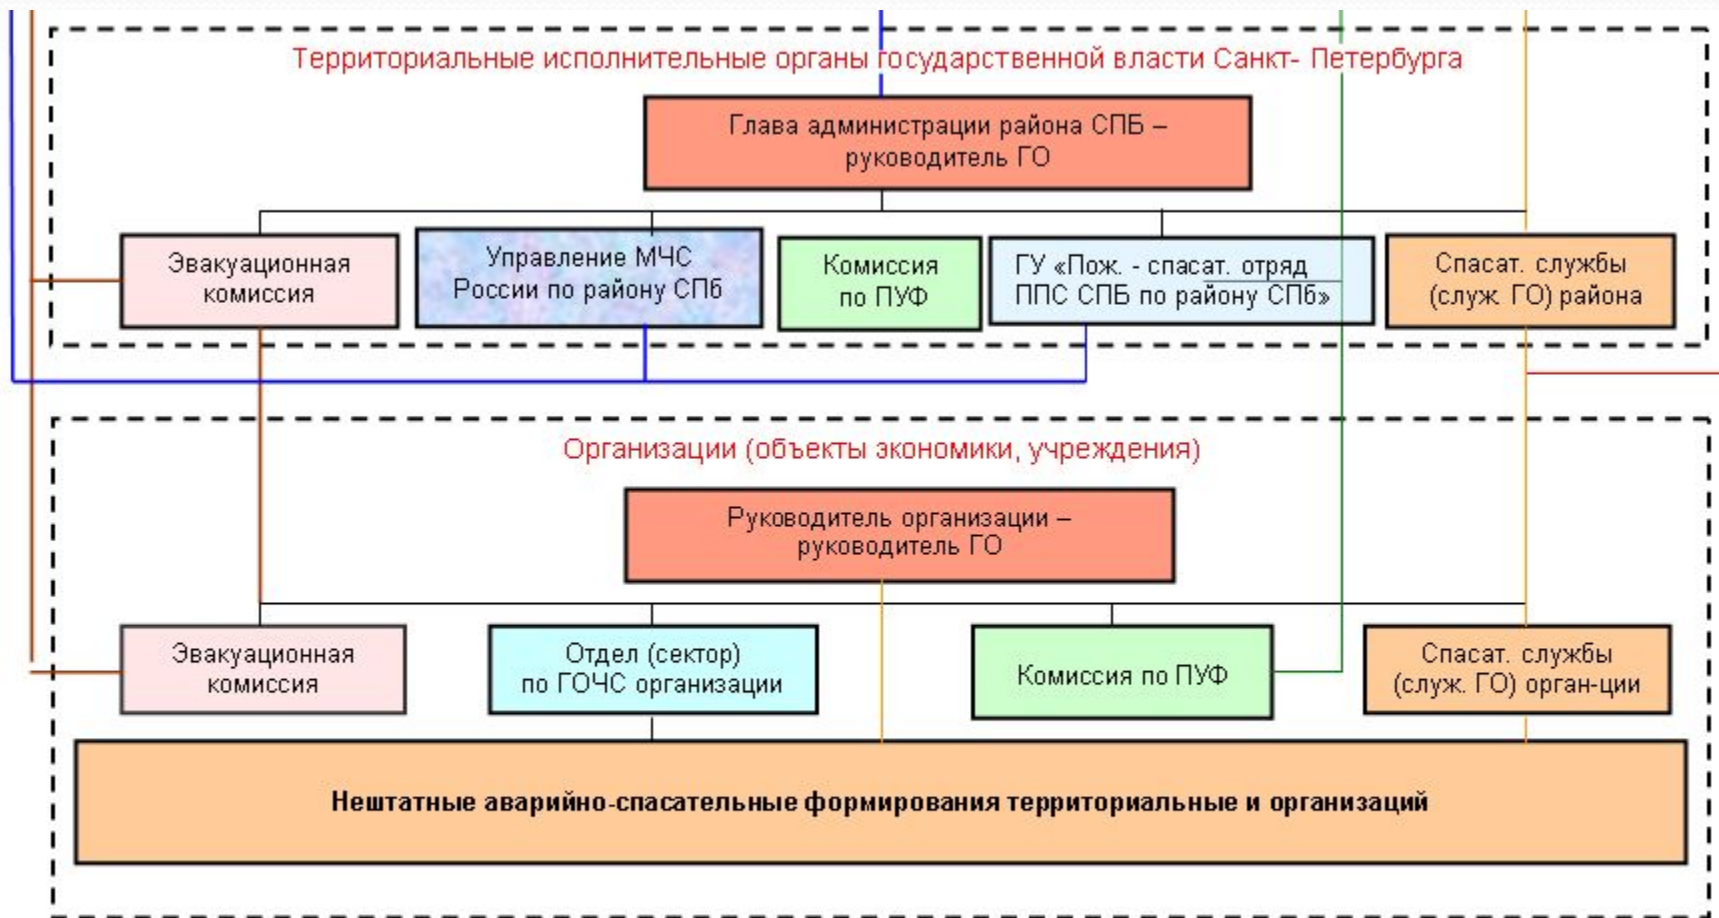 Территориальные исполнительные органы государственной власти Санкт- Петербурга
Глава администрации района СПБ –
руководитель ГО
Эвакуационная
комиссия
Управление МЧС
России по району СПб
Комиссия
по ПУФ
ГУ «Пож. - спасат. отряд
ППС СПБ по району СПб»
Спасат. службы
(служ. ГО) района
Организации (объекты экономики, учреждения)
Руководитель организации –
руководитель ГО
Эвакуационная
комиссия
Отдел (сектор)
по ГОЧС организации
Комиссия по ПУФ
Спасат. службы
(служ. ГО) орган-ции
Нештатные аварийно-спасательные формирования территориальные и организаций